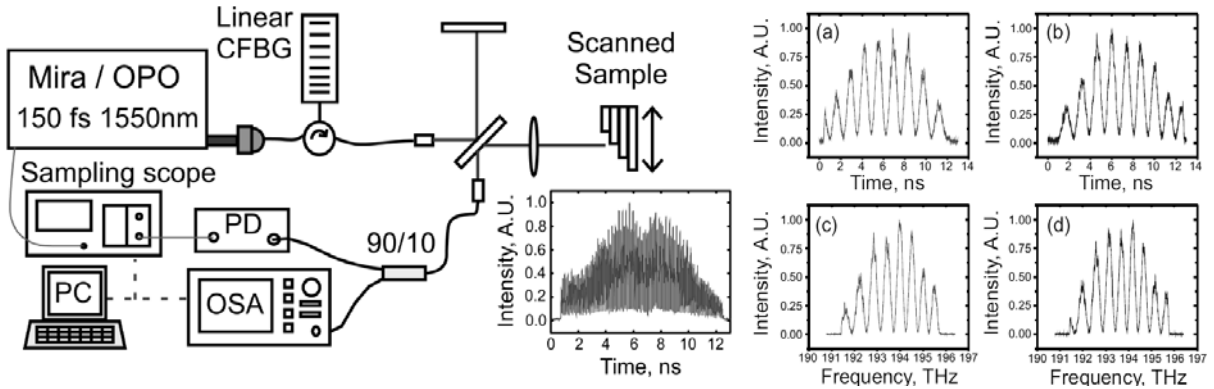 Linear
CFBG
Mira / OPO
150 fs 1550nm
Scanned
Sample
Sampling scope
PD
90/10
PC
OSA
Intensity, A.U.
1.0
0.8
0.6
0.4
0.2
0 2 4 6 8 10 12
Time, ns
(a)
Intensity, A.U.
1.00
0.75
0.50
0.25
0.00
0 2 4 6 8 10 12 14
Time, ns
(b)
Intensity, A.U.
1.00
0.75
0.50
0.25
0.00
0 2 4 6 8 10 12 14
Time, ns
(c)
Intensity, A.U.
1.00
0.75
0.50
0.25
0.00
190 191 192 193 194 195 196 197
Frequency, THz
(d)
Intensity, A.U.
1.00
0.75
0.50
0.25
0.00
190 191 192 193 194 195 196 197
Frequency, THz